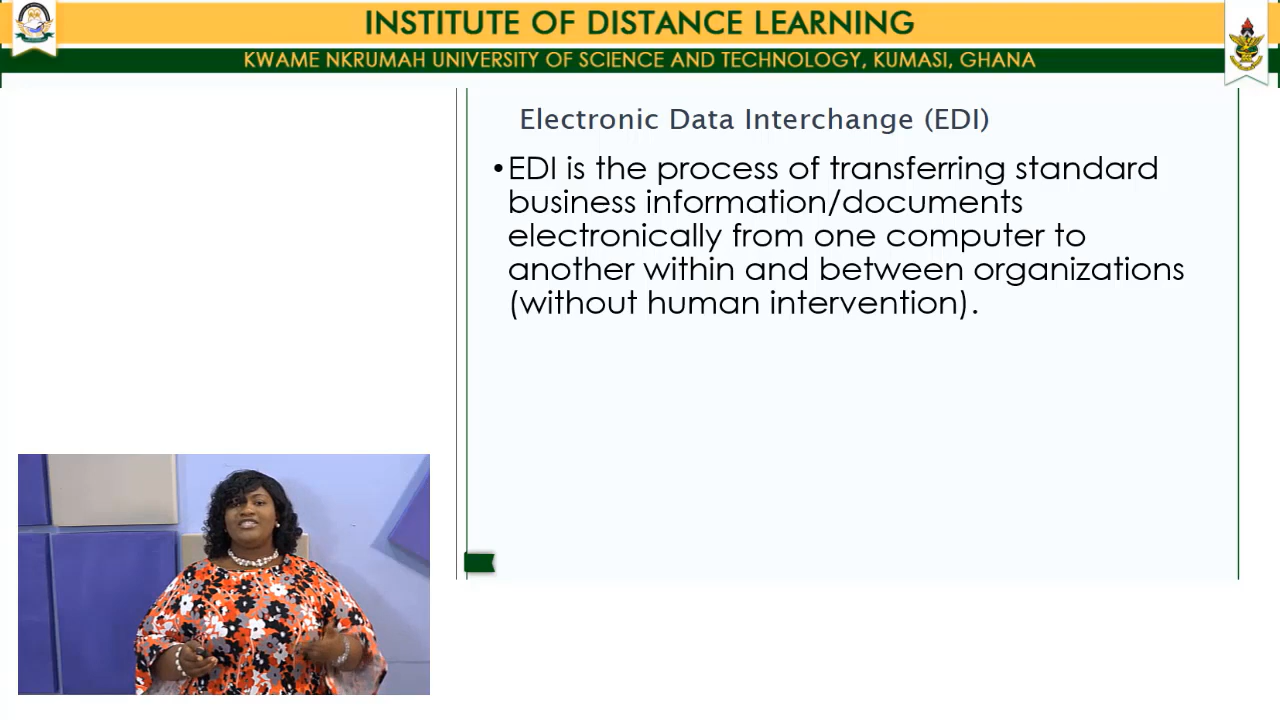 INSTITUTE OF DISTANCE LEARNING
KWAME NKRUMAH UNIVERSITY OF SCIENCE AND TECHNOLOGY, KUMASI, GHANA
Electronic Data Interchange (EDI)
•EDI is the process of transferring standard
business information/documents
electronically from one computer to
another within and between organizations
(without human intervention).